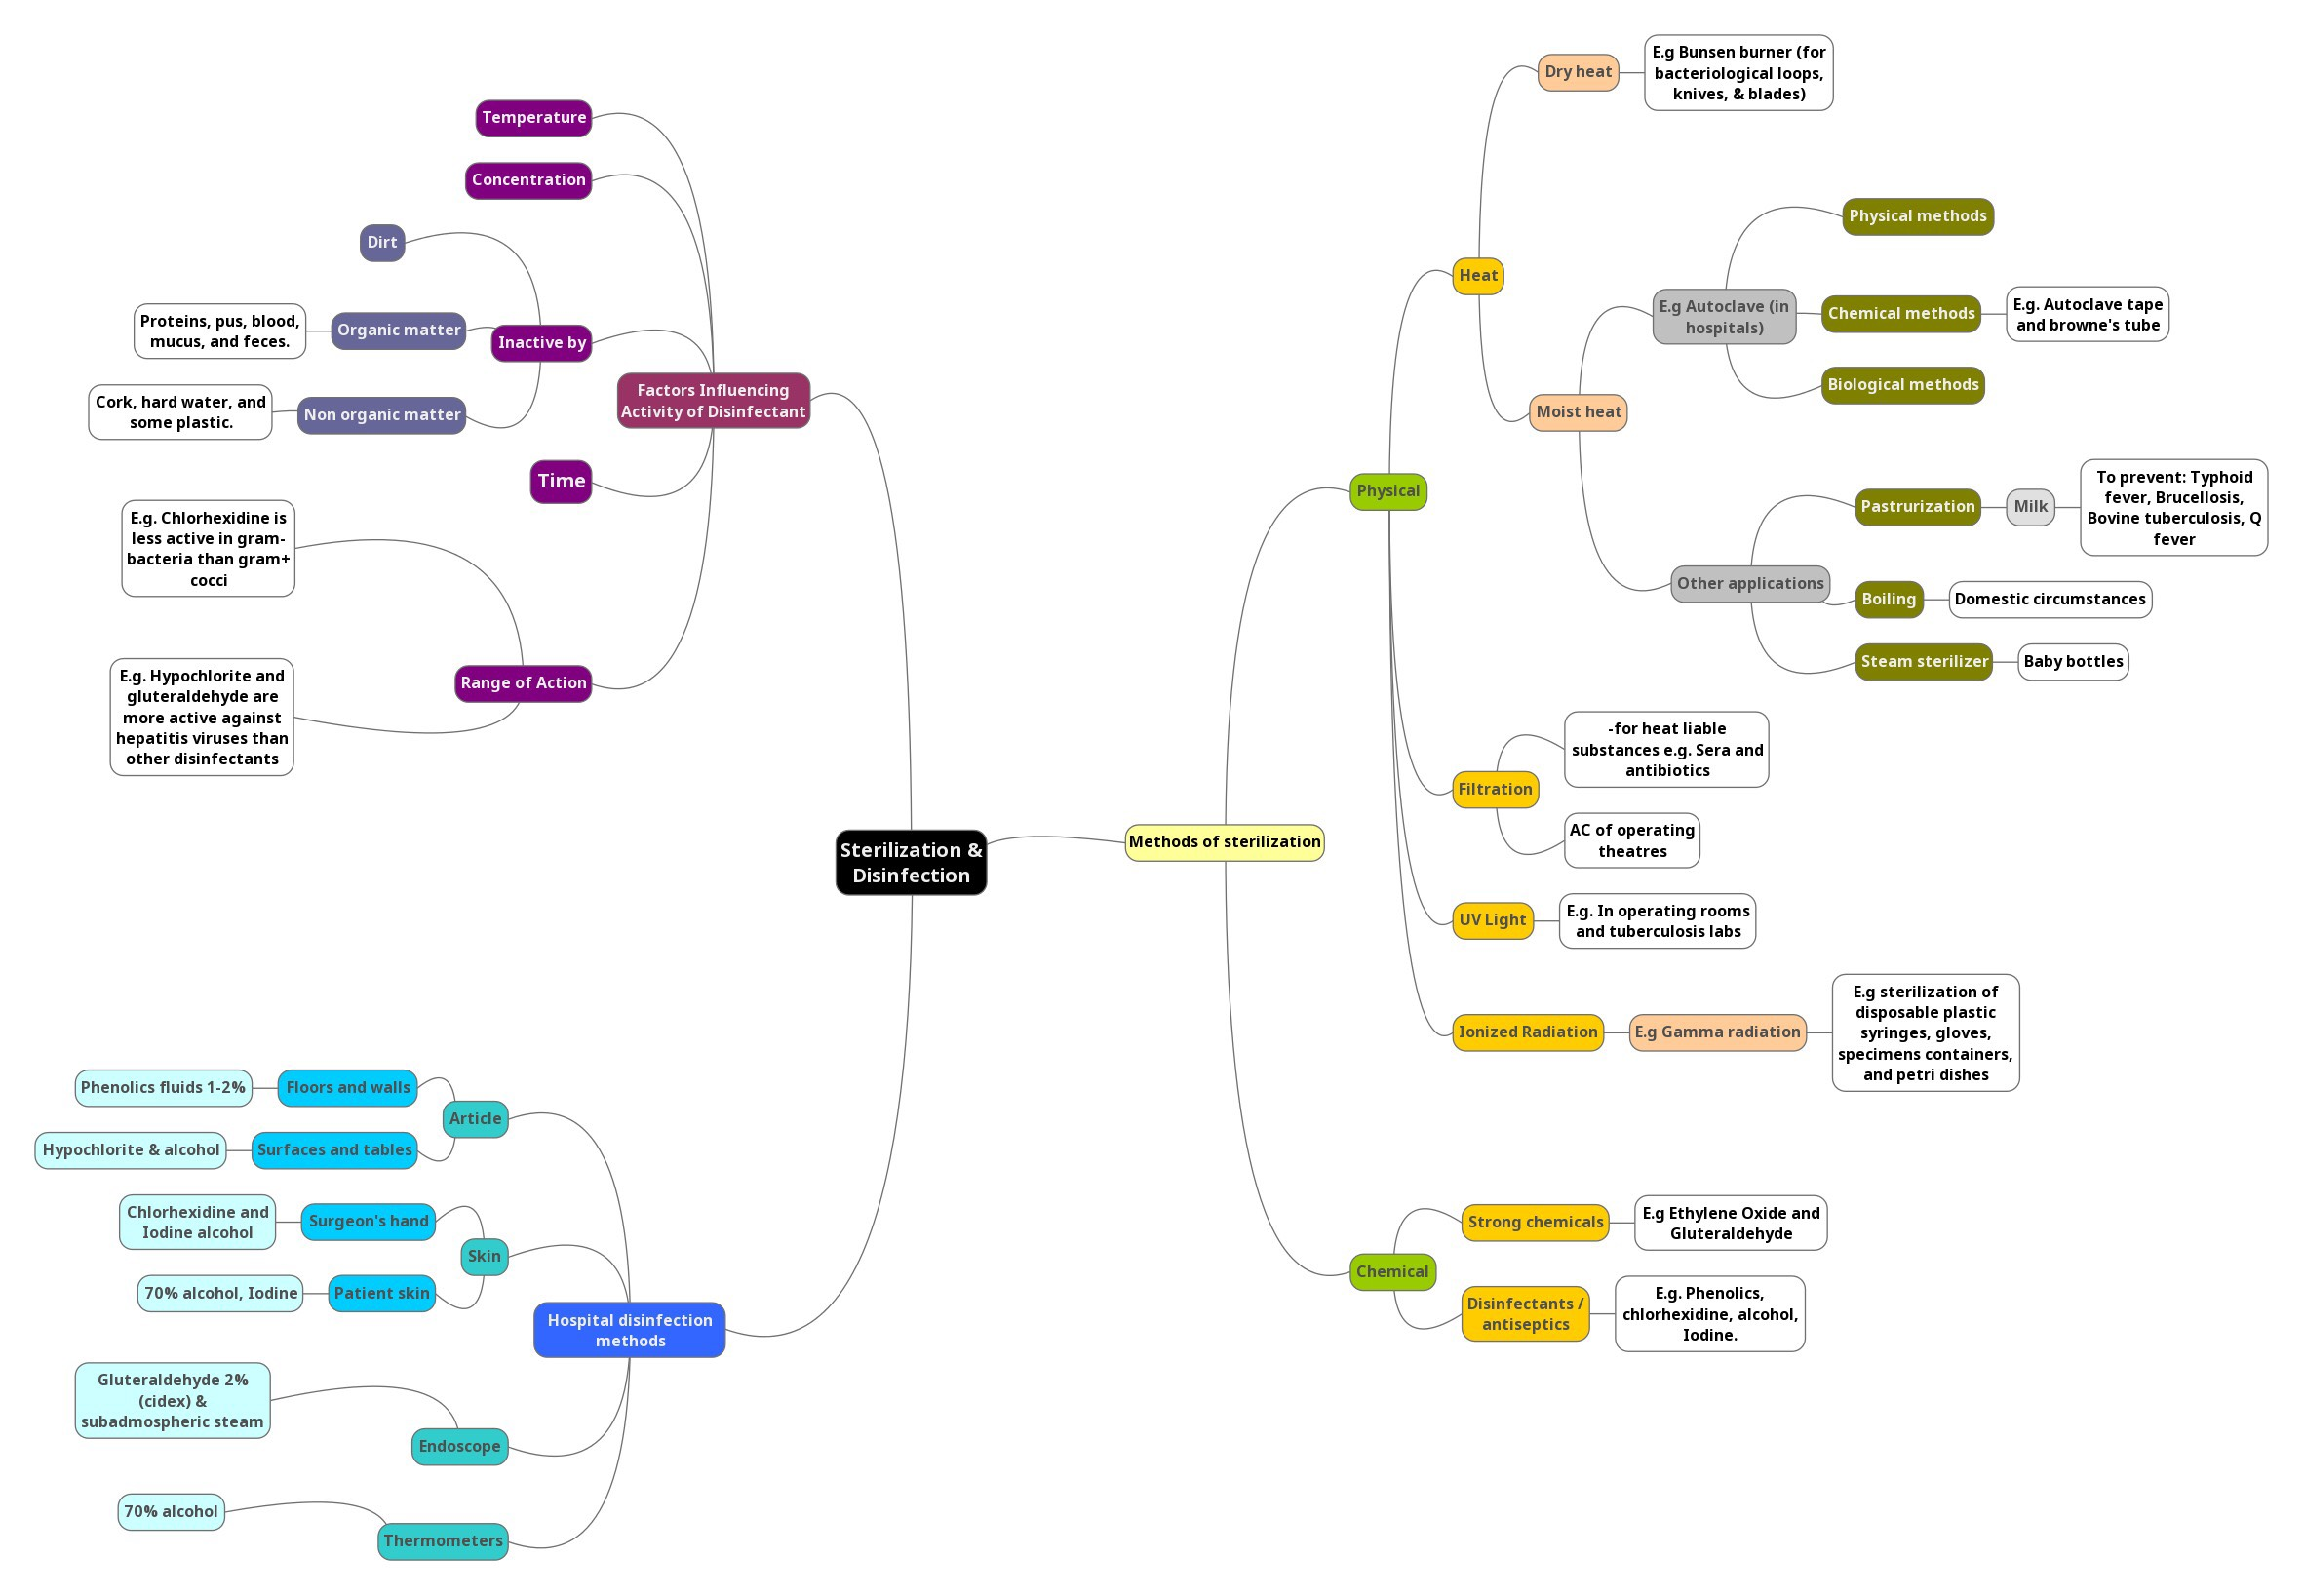 Sterilization &
Disinfection
Factors Influencing
Activity of Disinfectant
Temperature
Concentration
Inactive by
Dirt
Organic matter
Proteins, pus, blood,
mucus, and feces.
Non organic matter
Cork, hard water, and
some plastic.
Time
Range of Action
E.g. Chlorhexidine is
less active in gram-
bacteria than gram+
cocci
E.g. Hypochlorite and
gluteraldehyde are
more active against
hepatitis viruses than
other disinfectants
Hospital disinfection
methods
Article
Floors and walls
Phenolics fluids 1-2%
Surfaces and tables
Hypochlorite & alcohol
Skin
Surgeon's hand
Chlorhexidine and
Iodine alcohol
Patient skin
70% alcohol, Iodine
Endoscope
Gluteraldehyde 2%
(cidex) &
subadmospheric steam
Thermometers
70% alcohol
Methods of sterilization
Physical
Heat
Dry heat
E.g Bunsen burner (for
bacteriological loops,
knives, & blades)
Moist heat
E.g Autoclave (in
hospitals)
Physical methods
Chemical methods
E.g. Autoclave tape
and browne's tube
Biological methods
Other applications
Pastrurization
Milk
To prevent: Typhoid
fever, Brucellosis,
Bovine tuberculosis, Q
fever
Boiling
Domestic circumstances
Steam sterilizer
Baby bottles
Filtration
-for heat liable
substances e.g. Sera and
antibiotics
AC of operating
theatres
UV Light
E.g. In operating rooms
and tuberculosis labs
Ionized Radiation
E.g Gamma radiation
E.g sterilization of
disposable plastic
syringes, gloves,
specimens containers,
and petri dishes
Chemical
Strong chemicals
E.g Ethylene Oxide and
Gluteraldehyde
Disinfectants /
antiseptics
E.g. Phenolics,
chlorhexidine, alcohol,
Iodine.